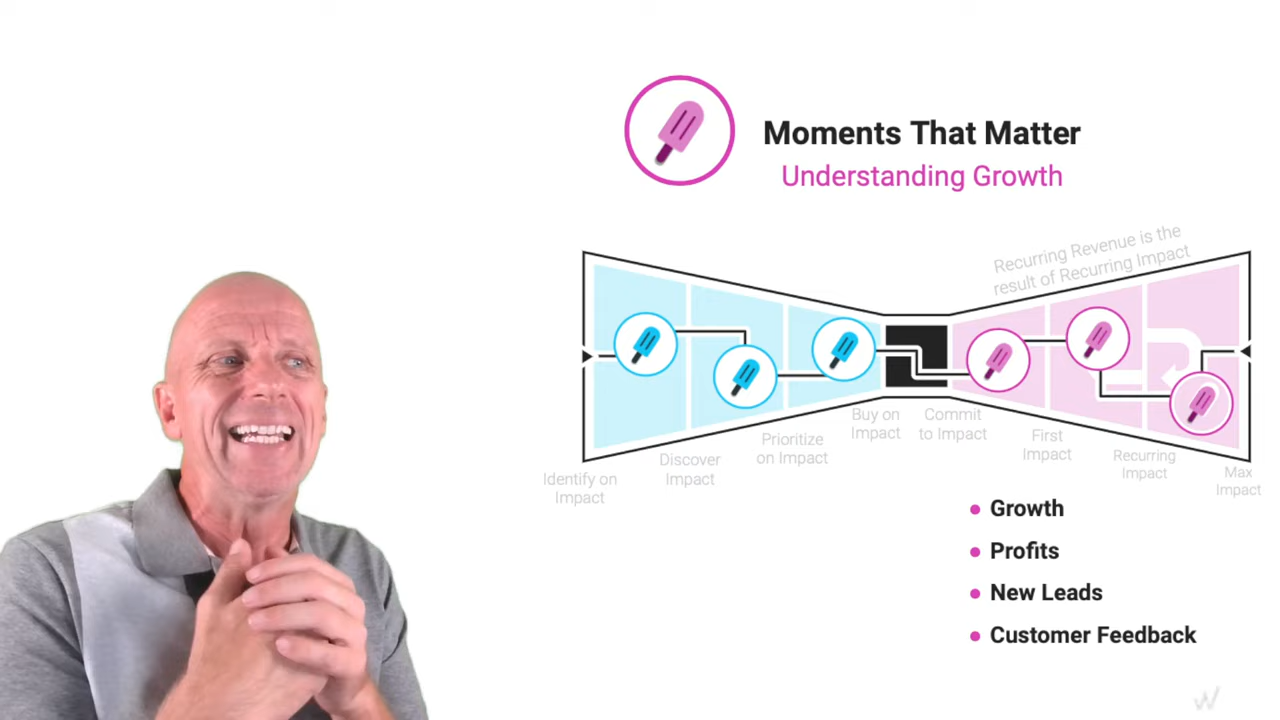 Moments That Matter
Understanding Growth
Recurring Revenue is the
result of Recurring Impact
Identify on
Impact
Discover
Impact
Prioritize
on Impact
Buy on
Impact
Commit
to Impact
First
Impact
Recurring
Impact
Max
Impact
Growth
Profits
New Leads
Customer Feedback
W